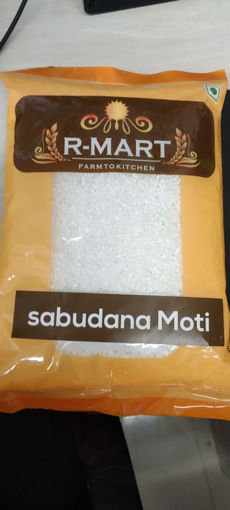 R-MART
FARMTOKITCHEN
sabudana Moti